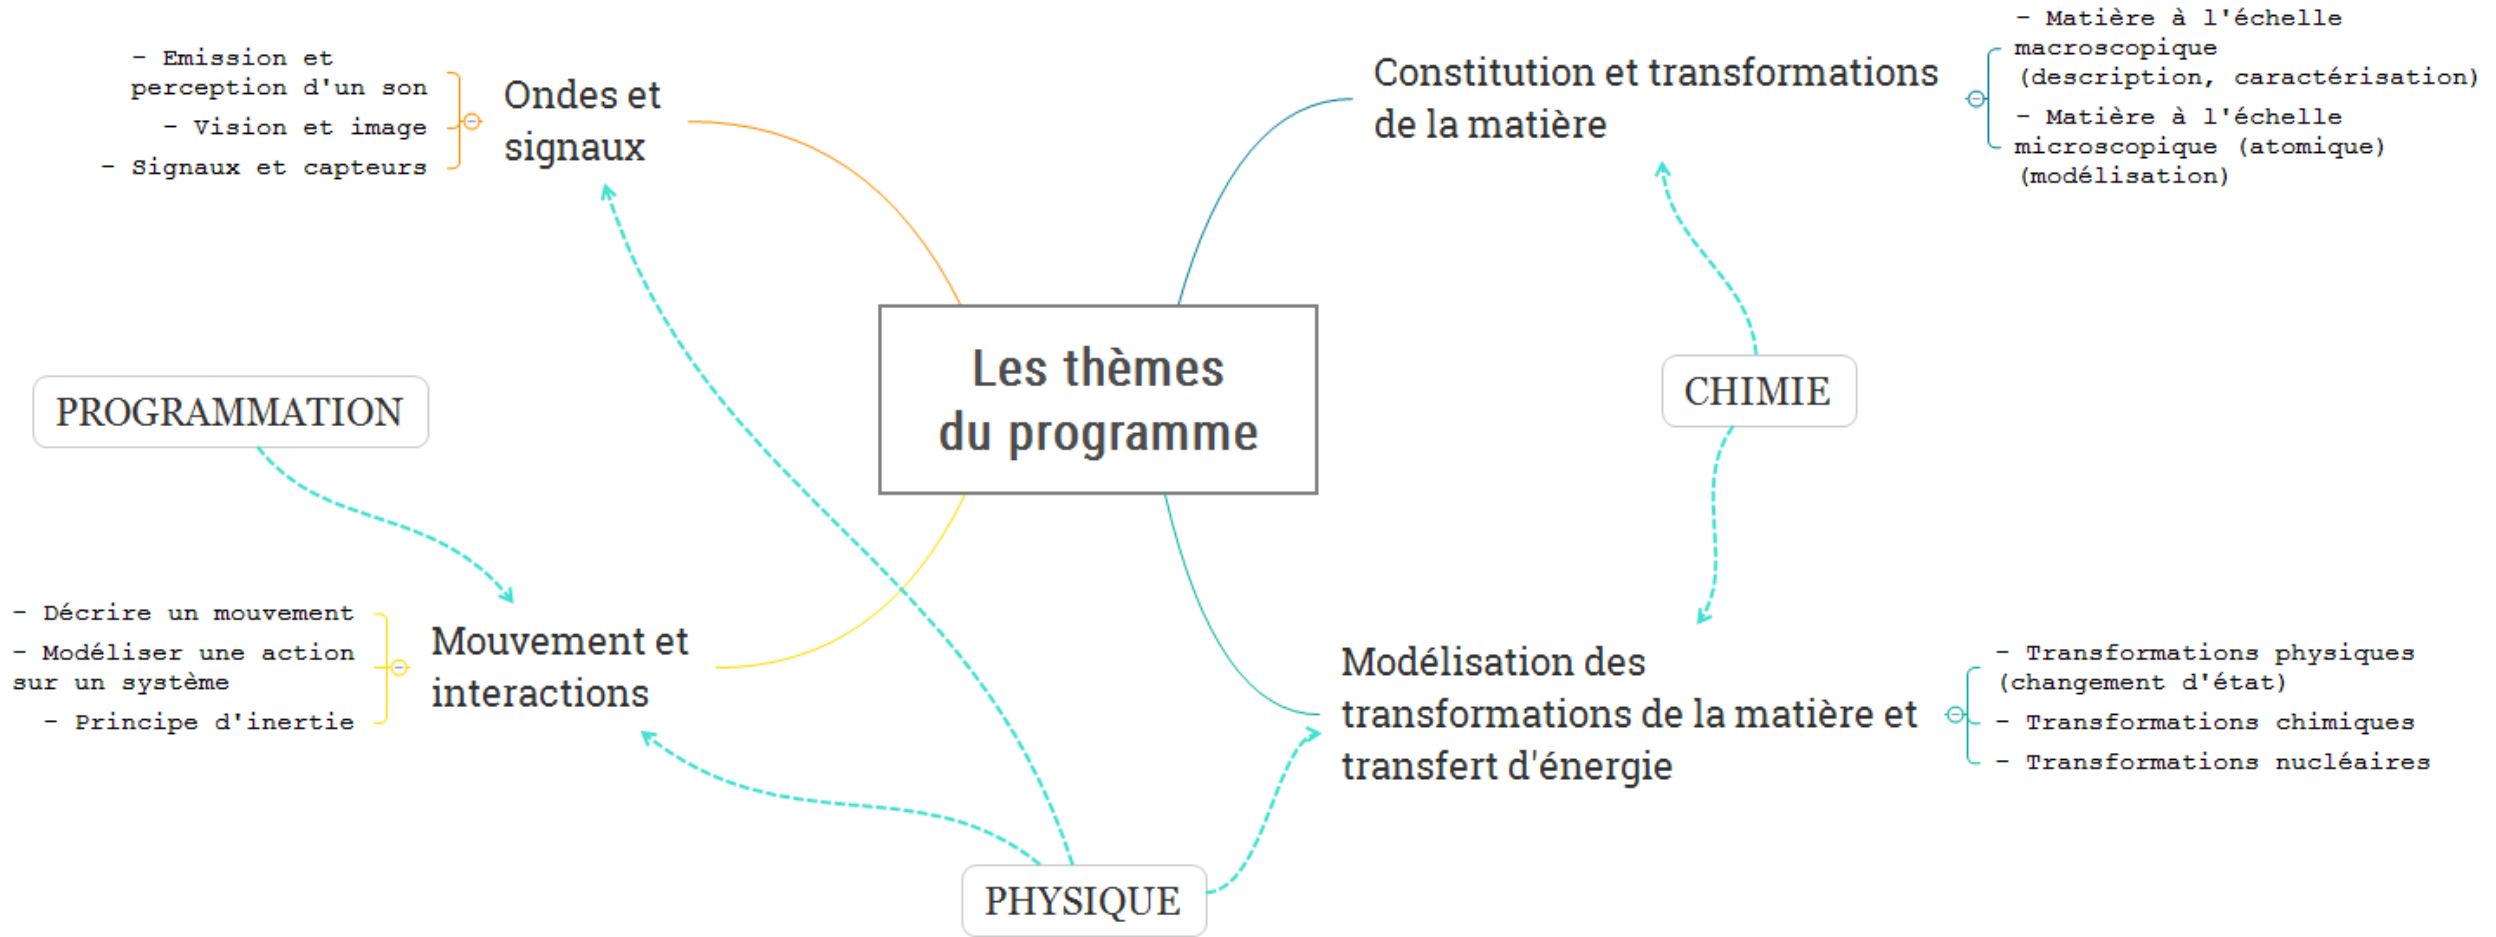 - Emission et
perception d'un son
- Vision et image
- Signaux et capteurs
Ondes et
signaux
Constitution et transformations
de la matière
- Matière à l'échelle
macroscopique
(description, caractérisation)
- Matière à l'échelle
microscopique (atomique)
(modélisation)
Les thèmes
du programme
PROGRAMMATION
CHIMIE
- Décrire un mouvement
- Modéliser une action
sur un système
- Principe d'inertie
Mouvement et
interactions
Modélisation des
transformations de la matière et
transfert d'énergie
- Transformations physiques
(changement d'état)
- Transformations chimiques
- Transformations nucléaires
PHYSIQUE